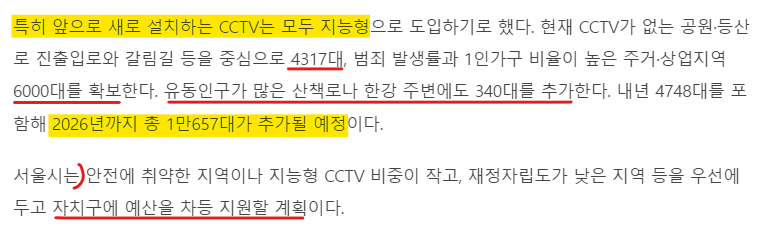 특히 앞으로 새로 설치하는 CCTV는 모두 지능형으로 도입하기로 했다. 현재 CCTV가 없는 공원·등산
로 진출입로와 갈림길 등을 중심으로 4317대, 범죄 발생률과 1인가구 비율이 높은 주거·상업지역
6000대를 확보한다. 유동인구가 많은 산책로나 한강 주변에도 340대를 추가한다. 내년 4748대를 포
함해 2026년까지 총 1만657대가 추가될 예정이다.
서울시는 안전에 취약한 지역이나 지능형 CCTV 비중이 작고, 재정자립도가 낮은 지역 등을 우선에
두고 자치구에 예산을 차등 지원할 계획이다.